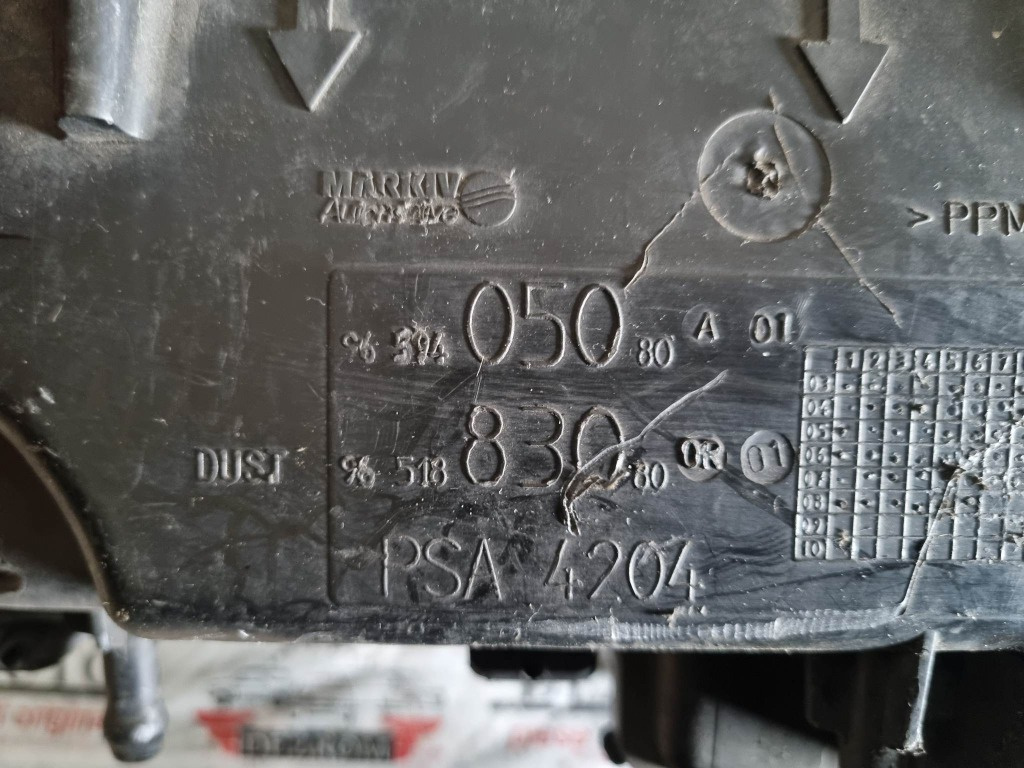 MARK IV
Automotive
>PPM
96 394 050 80 A 01
DUST
96 518 830 80 OR 01
PSA 4204
1 2 3 4 5 6 7
03
04
05
06
07
08
09
10